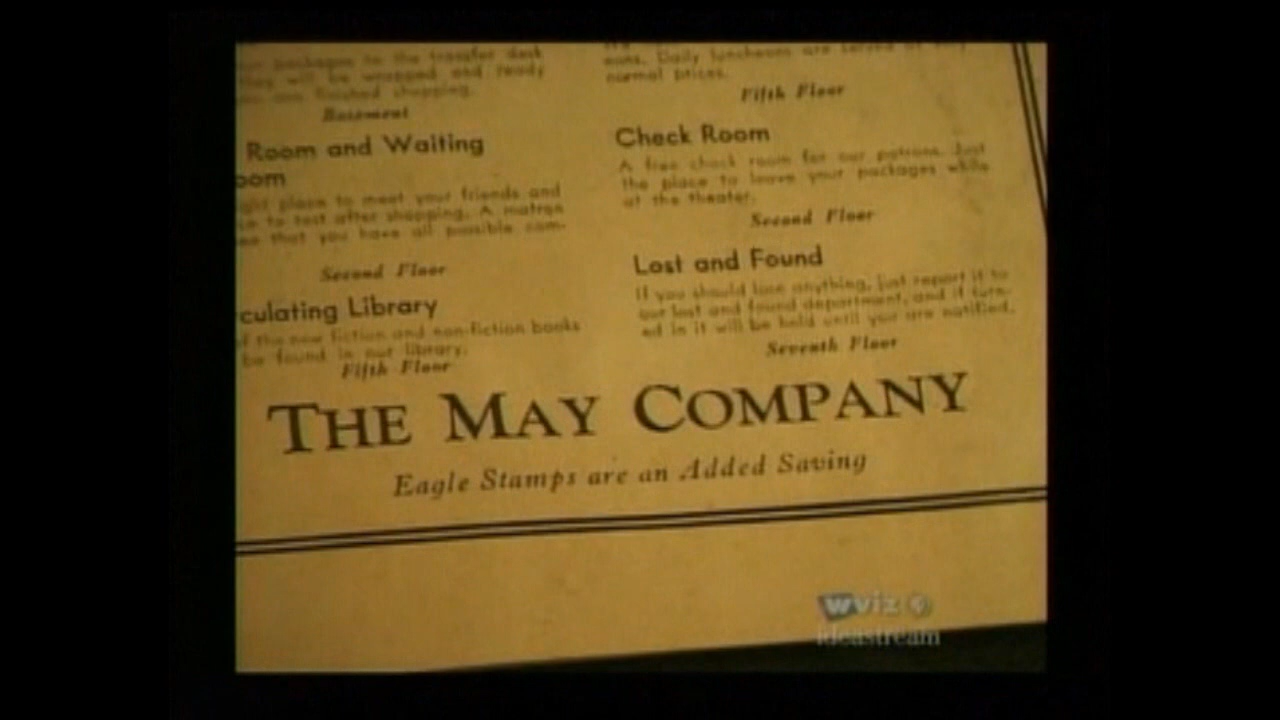 packages to the transfer desk
they will be wrapped and ready
you are finished shopping.
Basement
Room and Waiting
oom
ght place to meet your friends and
ce to rest after shopping. A matron
that you have all possible com-
Second Floor
culating Library
f the new fiction and non-fiction books
be found in our library.
Fifth Floor
ons. Daily luncheons are served at
normal prices.
Fifth Floor
Check Room
A free check room for our patrons. Just
the place to leave your packages while
at the theater.
Second Floor
Lost and Found
If you should lose anything, just report it to
our lost and found department, and if turn-
ed in it will be held until you are notified.
Seventh Floor
THE MAY COMPANY
Eagle Stamps are an Added Saving
wviz
ideastream